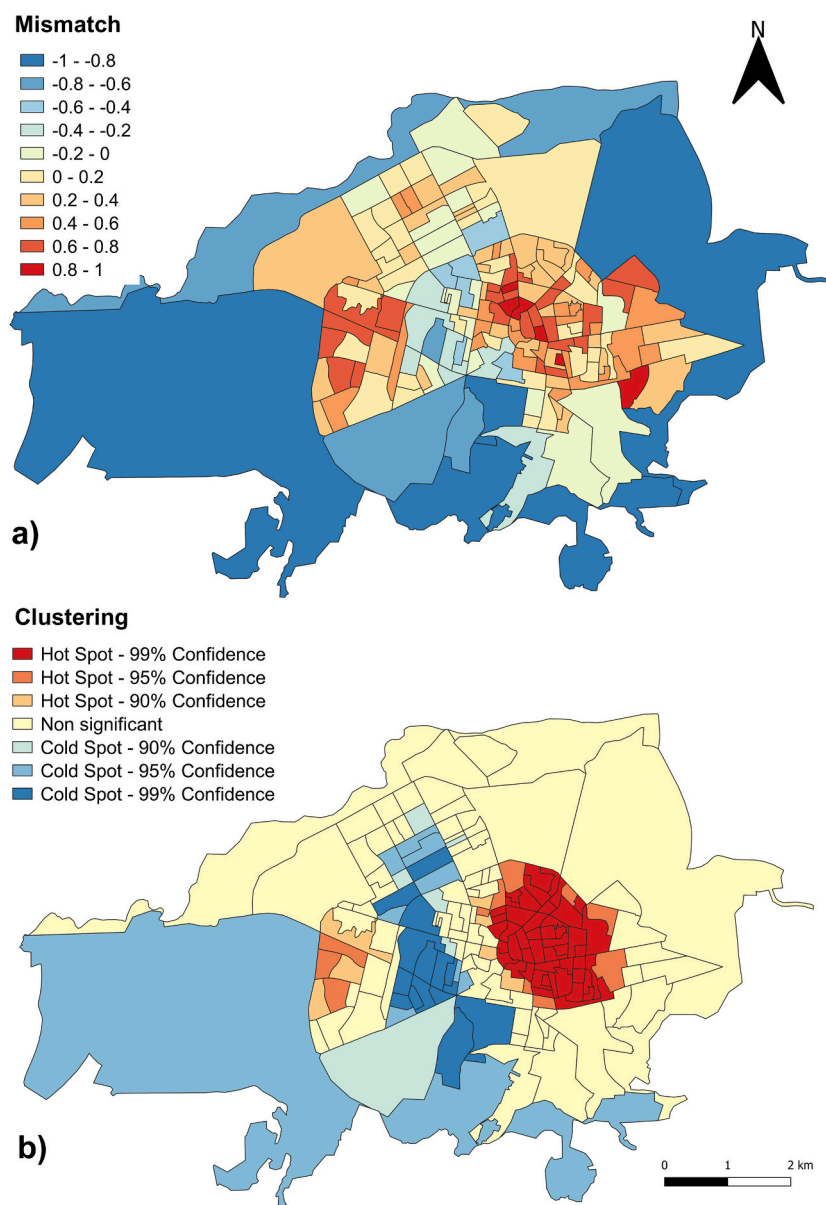 Mismatch
-1 - -0.8
-0.8 - -0.6
-0.6 - -0.4
-0.4 - -0.2
-0.2 - 0
0 - 0.2
0.2 - 0.4
0.4 - 0.6
0.6 - 0.8
0.8 - 1
N
a)
Clustering
Hot Spot - 99% Confidence
Hot Spot - 95% Confidence
Hot Spot - 90% Confidence
Non significant
Cold Spot - 90% Confidence
Cold Spot - 95% Confidence
Cold Spot - 99% Confidence
b)
0 1 2 km